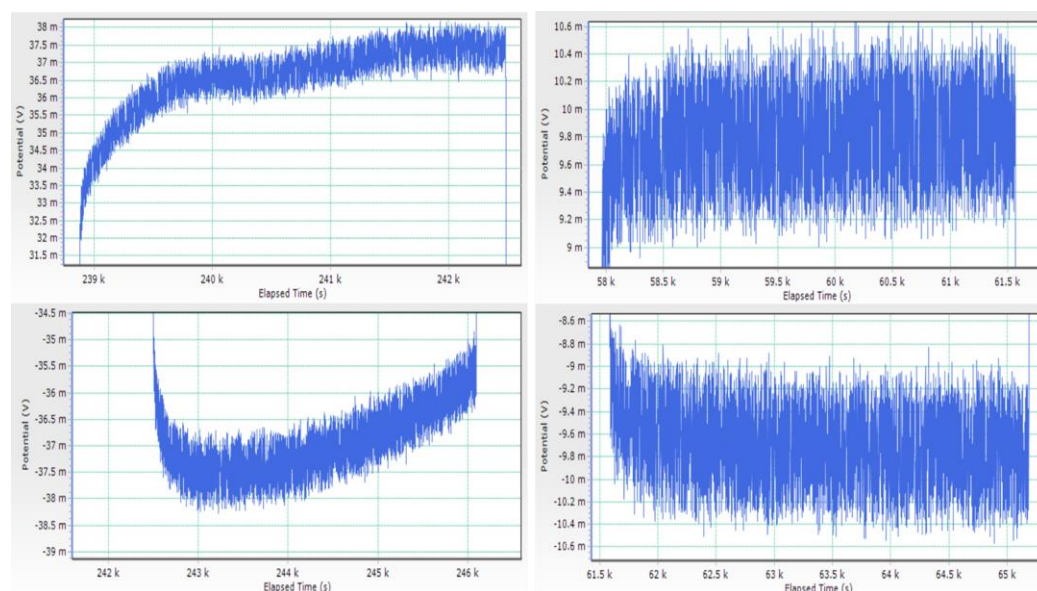 Potential (V)
38 m
37.5 m
37 m
36.5 m
36 m
35.5 m
35 m
34.5 m
34 m
33.5 m
33 m
32.5 m
32 m
31.5 m
239 k 240 k 241 k 242 k
Elapsed Time (s)
Potential (V)
10.6 m
10.4 m
10.2 m
10 m
9.8 m
9.6 m
9.4 m
9.2 m
9 m
58 k 58.5 k 59 k 59.5 k 60 k 60.5 k 61 k 61.5 k
Elapsed Time (s)
Potential (V)
-34.5 m
-35 m
-35.5 m
-36 m
-36.5 m
-37 m
-37.5 m
-38 m
-38.5 m
-39 m
242 k 243 k 244 k 245 k 246 k
Elapsed Time (s)
Potential (V)
-8.6 m
-8.8 m
-9 m
-9.2 m
-9.4 m
-9.6 m
-9.8 m
-10 m
-10.2 m
-10.4 m
-10.6 m
61.5 k 62 k 62.5 k 63 k 63.5 k 64 k 64.5 k 65 k
Elapsed Time (s)